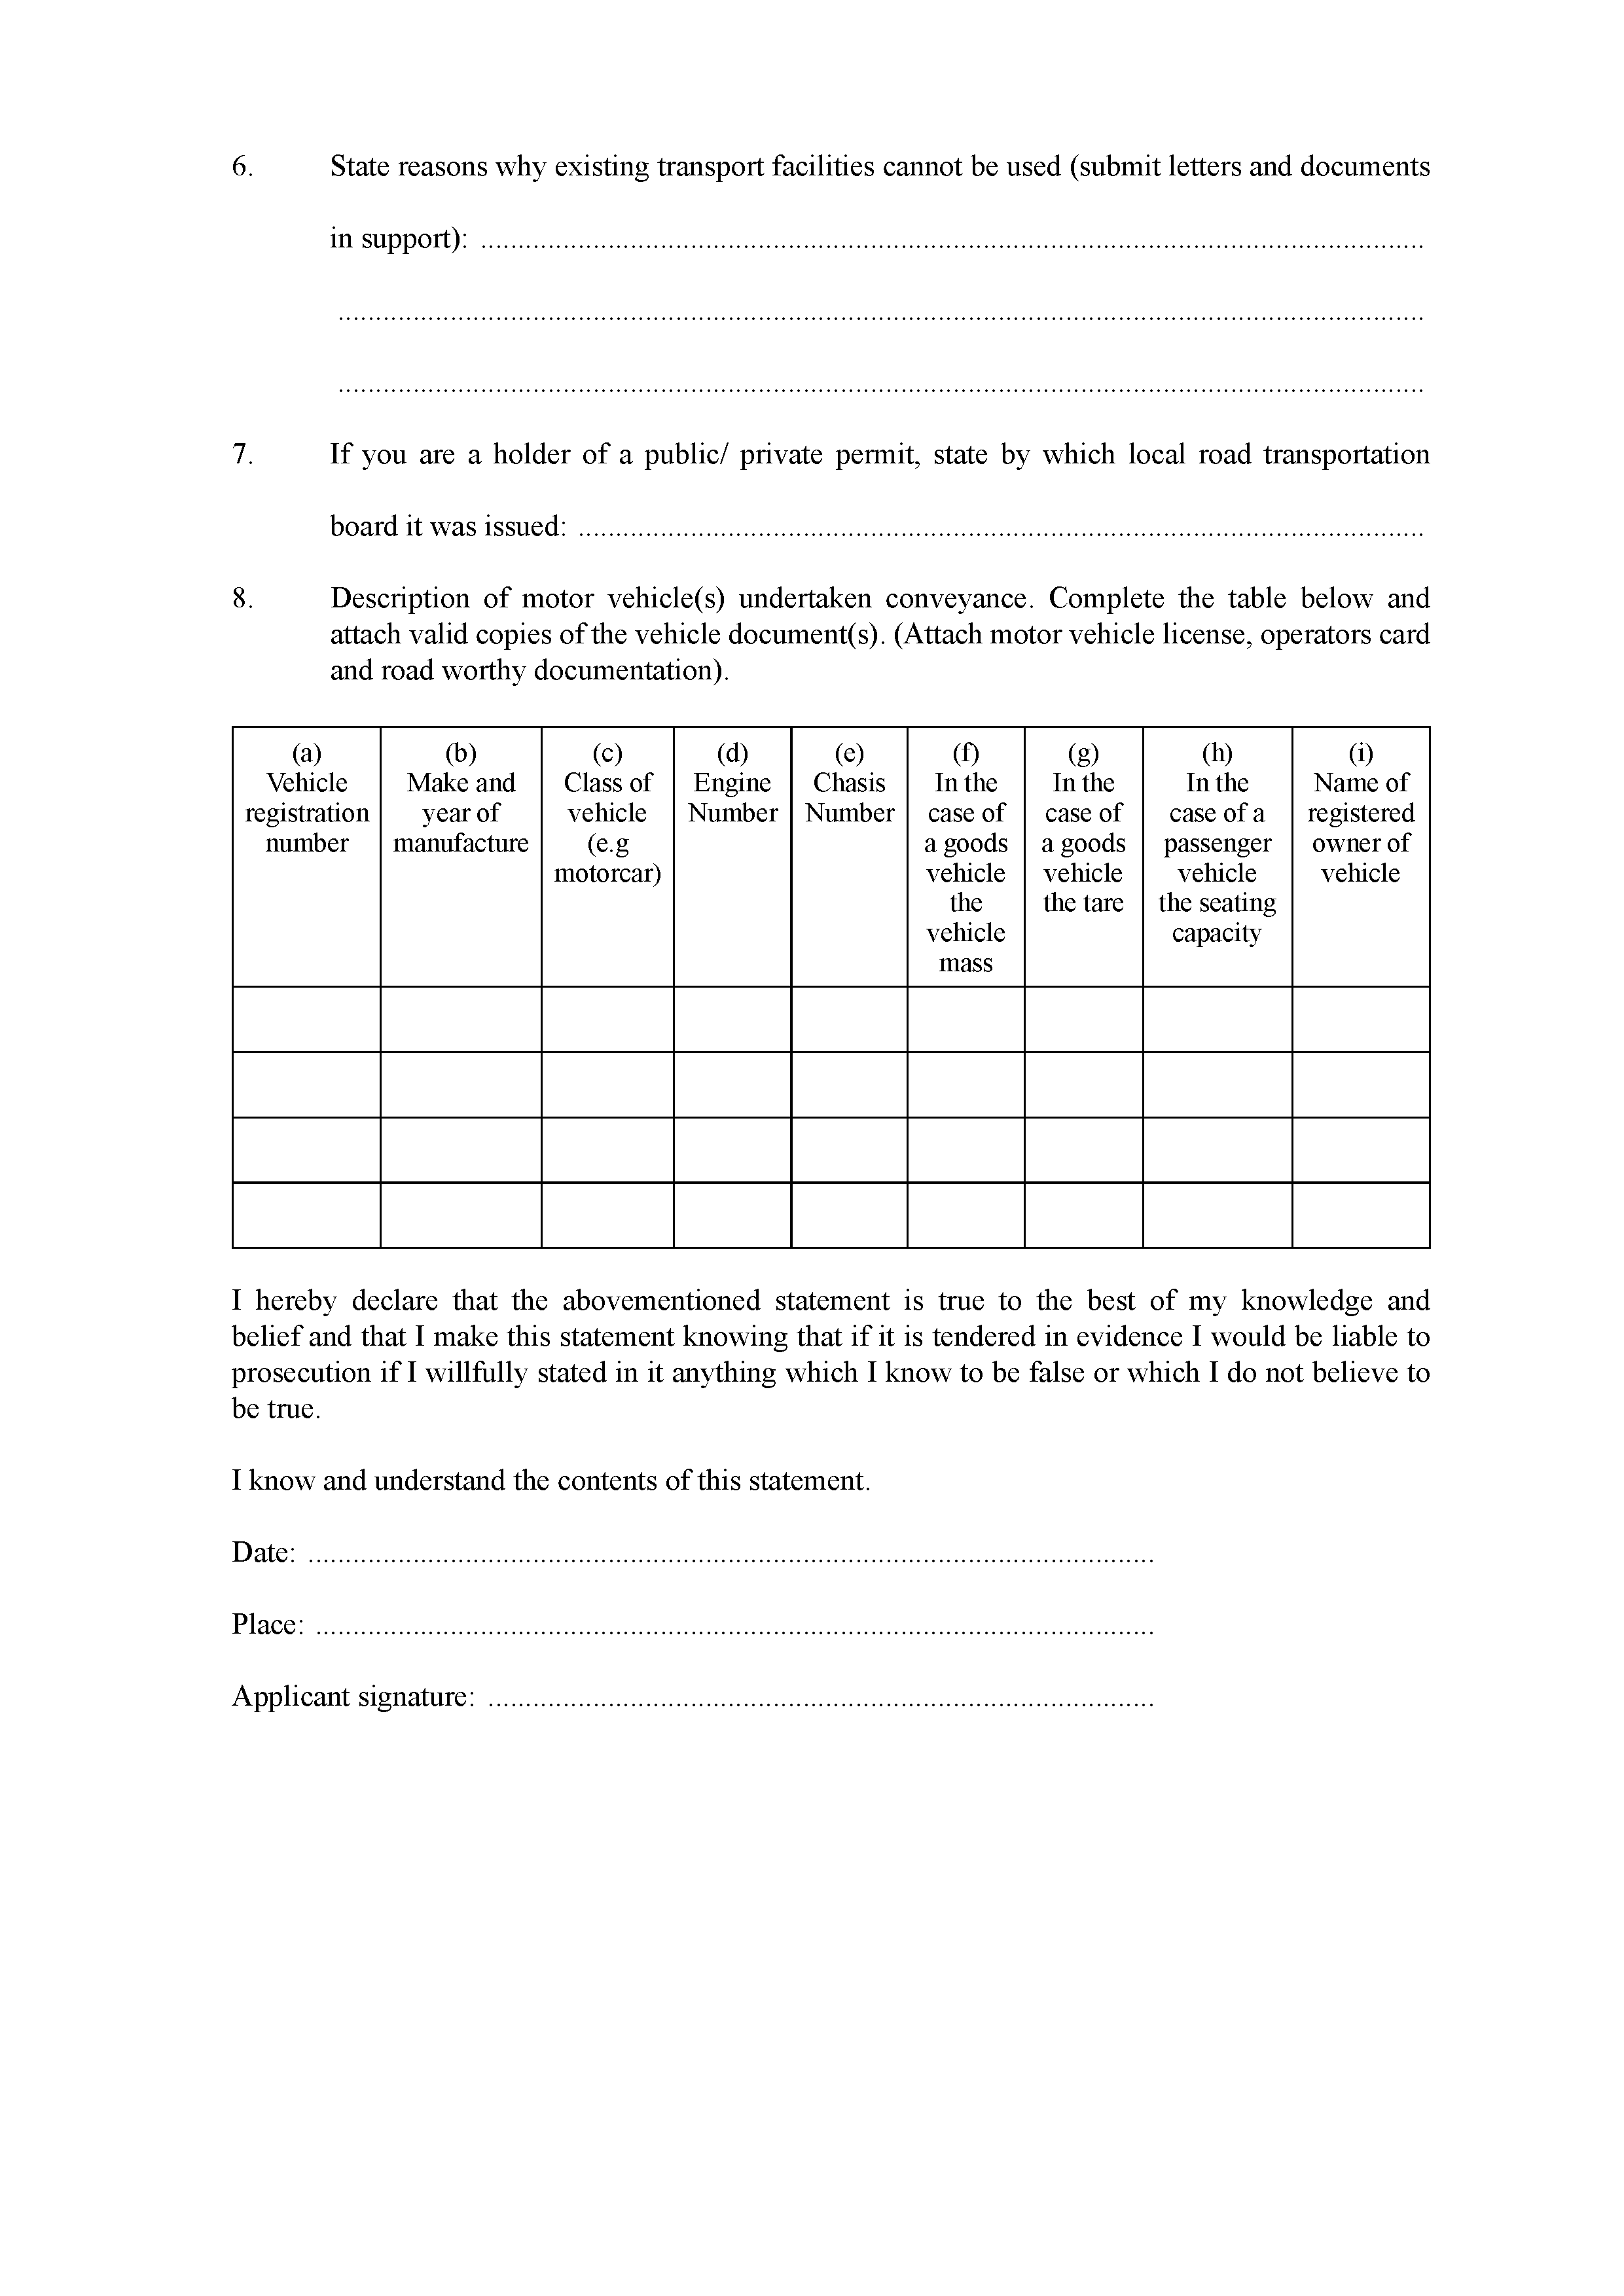 6. State reasons why existing transport facilities cannot be used (submit letters and documents
in support): ................................................................................................................................
....................................................................................................................................................
....................................................................................................................................................
7. If you are a holder of a public/ private permit, state by which local road transportation
board it was issued: ...................................................................................................................
8. Description of motor vehicle(s) undertaken conveyance. Complete the table below and
attach valid copies of the vehicle document(s). (Attach motor vehicle license, operators card
and road worthy documentation).
(a)
Vehicle
registration
number
(b)
Make and
year of
manufacture
(c)
Class of
vehicle
(e.g
motorcar)
(d)
Engine
Number
(e)
Chasis
Number
(f)
In the
case of
a goods
vehicle
the
vehicle
mass
(g)
In the
case of
a goods
vehicle
the tare
(h)
In the
case of a
passenger
vehicle
the seating
capacity
(i)
Name of
registered
owner of
vehicle
I hereby declare that the abovementioned statement is true to the best of my knowledge and
belief and that I make this statement knowing that if it is tendered in evidence I would be liable to
prosecution if I willfully stated in it anything which I know to be false or which I do not believe to
be true.
I know and understand the contents of this statement.
Date: ...................................................................................................................
Place: ..................................................................................................................
Applicant signature: ...........................................................................................